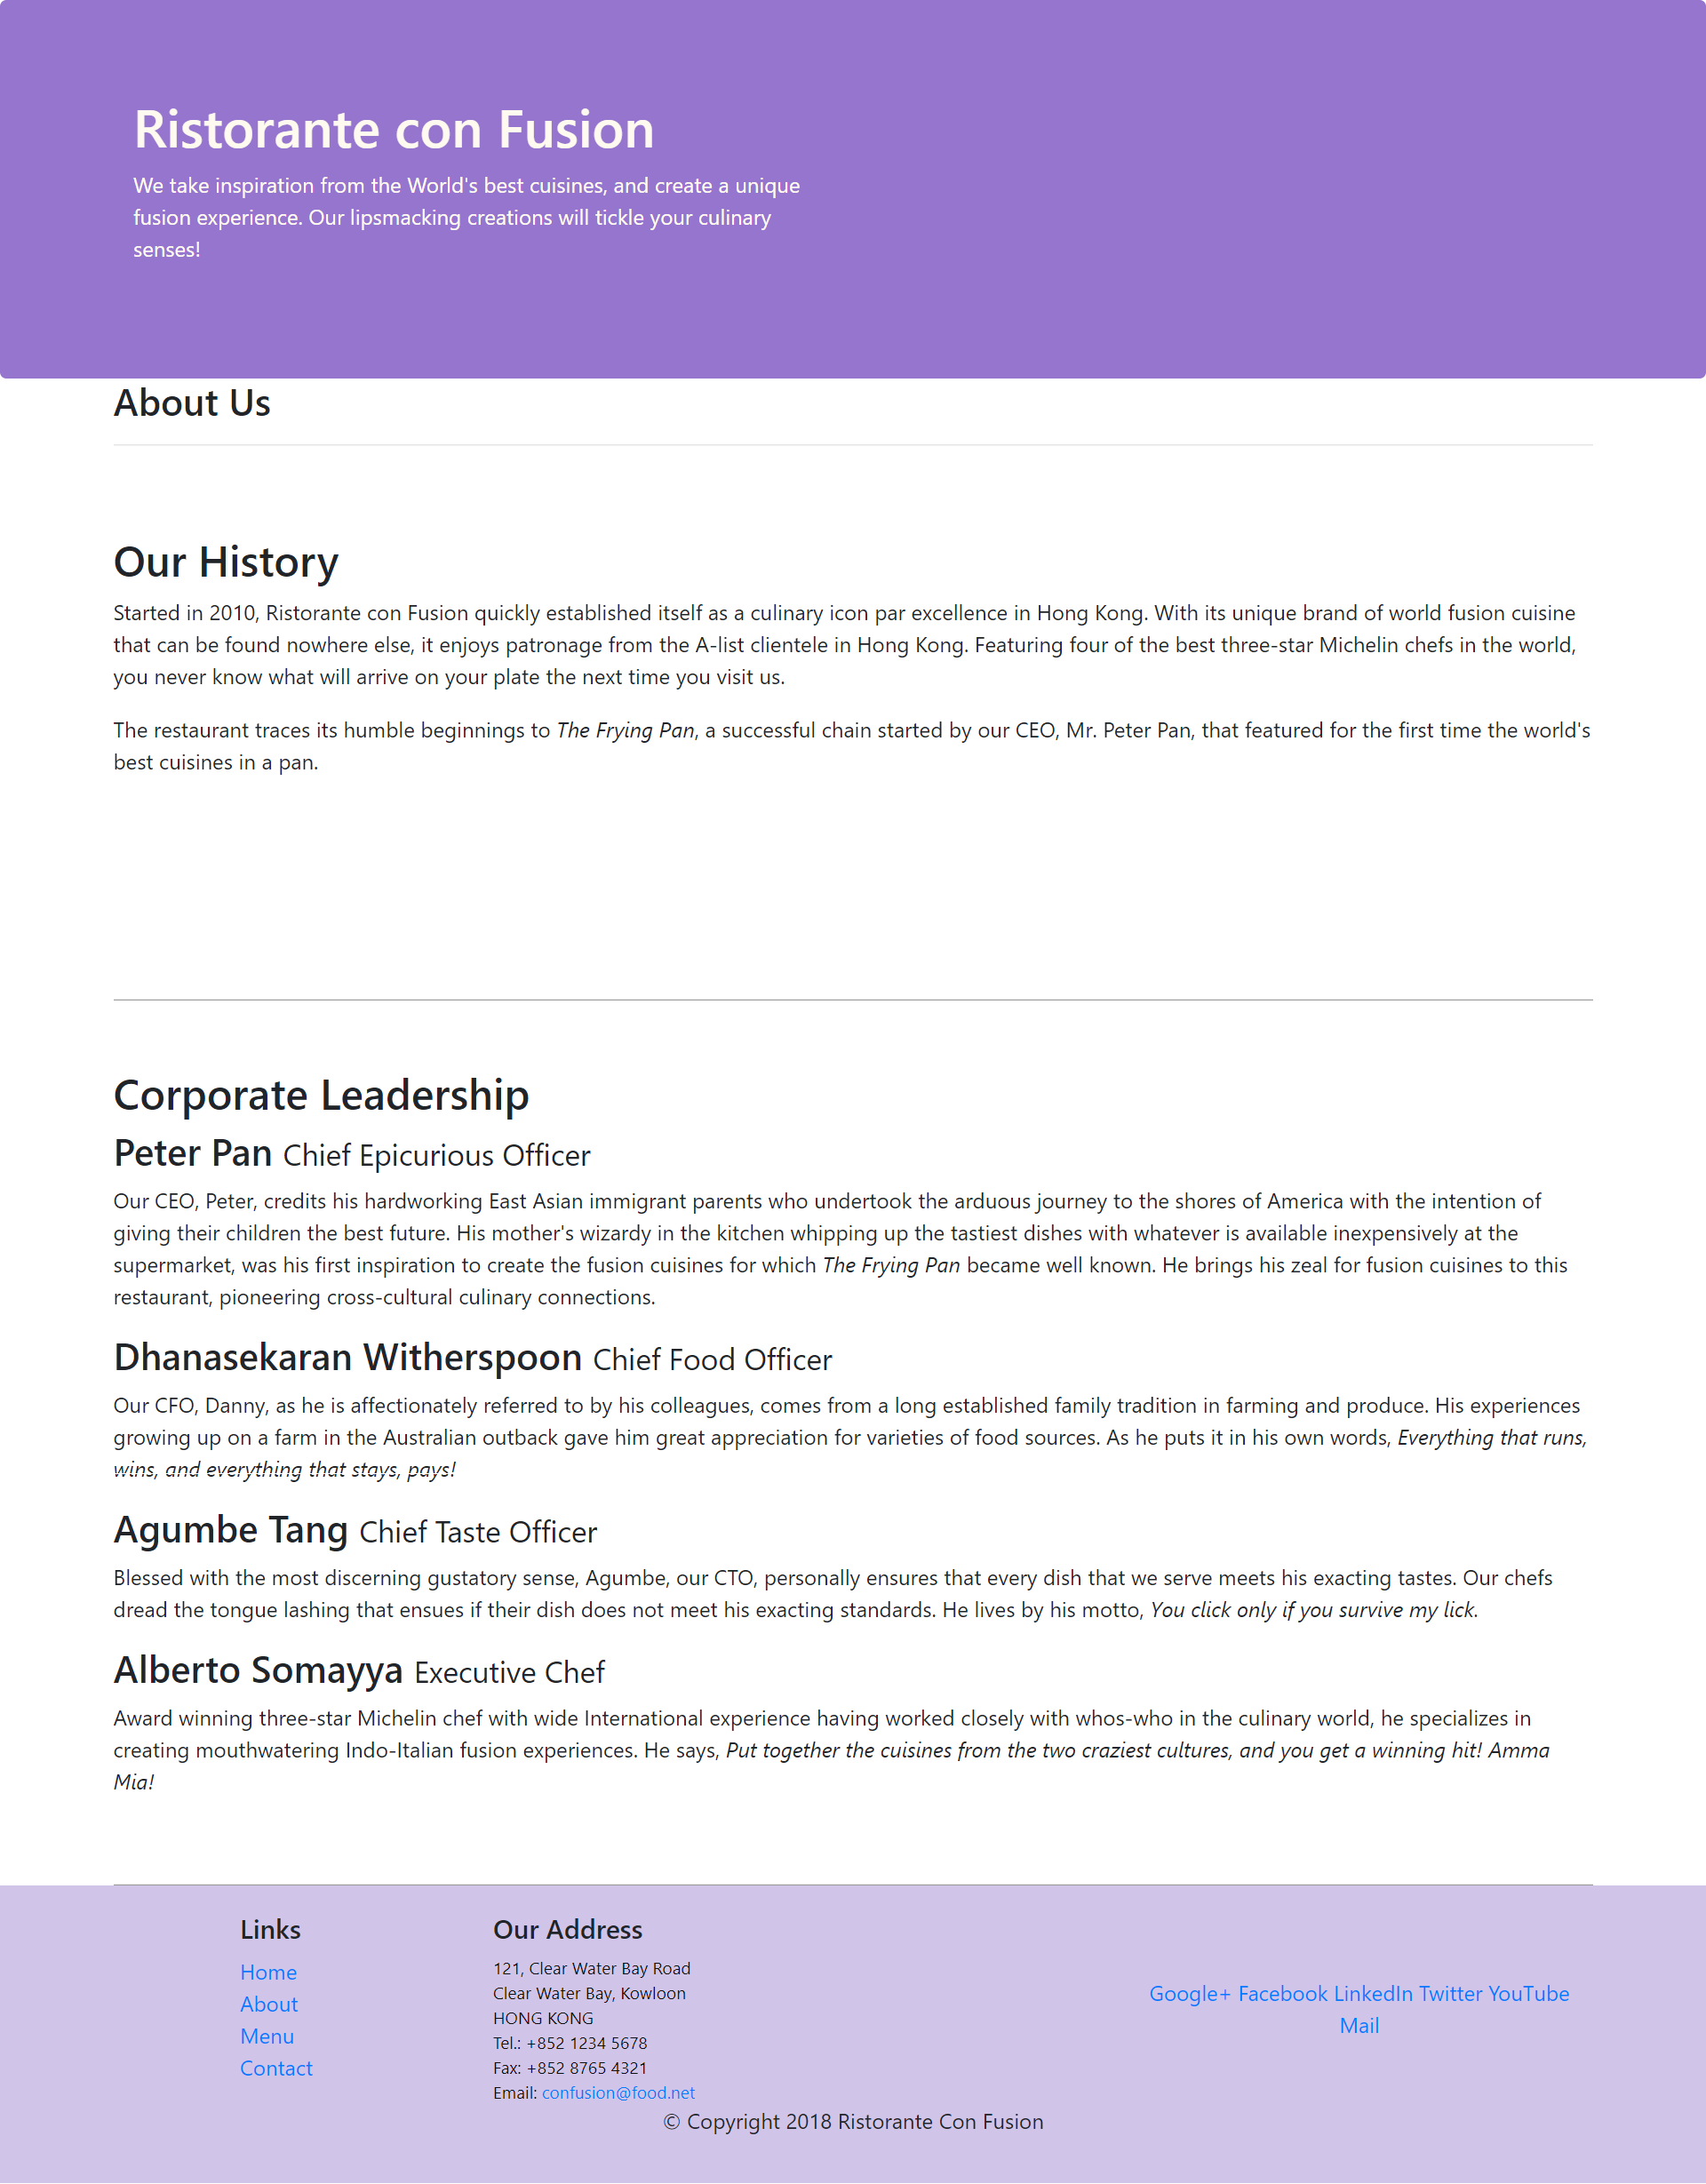 Ristorante con Fusion
We take inspiration from the World's best cuisines, and create a unique
fusion experience. Our lipsmacking creations will tickle your culinary
senses!
About Us
Our History
Started in 2010, Ristorante con Fusion quickly established itself as a culinary icon par excellence in Hong Kong. With its unique brand of world fusion cuisine
that can be found nowhere else, it enjoys patronage from the A-list clientele in Hong Kong. Featuring four of the best three-star Michelin chefs in the world,
you never know what will arrive on your plate the next time you visit us.
The restaurant traces its humble beginnings to The Frying Pan, a successful chain started by our CEO, Mr. Peter Pan, that featured for the first time the world's
best cuisines in a pan.
Corporate Leadership
Peter Pan Chief Epicurious Officer
Our CEO, Peter, credits his hardworking East Asian immigrant parents who undertook the arduous journey to the shores of America with the intention of
giving their children the best future. His mother's wizardy in the kitchen whipping up the tastiest dishes with whatever is available inexpensively at the
supermarket, was his first inspiration to create the fusion cuisines for which The Frying Pan became well known. He brings his zeal for fusion cuisines to this
restaurant, pioneering cross-cultural culinary connections.
Dhanasekaran Witherspoon Chief Food Officer
Our CFO, Danny, as he is affectionately referred to by his colleagues, comes from a long established family tradition in farming and produce. His experiences
growing up on a farm in the Australian outback gave him great appreciation for varieties of food sources. As he puts it in his own words, Everything that runs,
wins, and everything that stays, pays!
Agumbe Tang Chief Taste Officer
Blessed with the most discerning gustatory sense, Agumbe, our CTO, personally ensures that every dish that we serve meets his exacting tastes. Our chefs
dread the tongue lashing that ensues if their dish does not meet his exacting standards. He lives by his motto, You click only if you survive my lick.
Alberto Somayya Executive Chef
Award winning three-star Michelin chef with wide International experience having worked closely with whos-who in the culinary world, he specializes in
creating mouthwatering Indo-Italian fusion experiences. He says, Put together the cuisines from the two craziest cultures, and you get a winning hit! Amma
Mia!
Links
Home
About
Menu
Contact
Our Address
121, Clear Water Bay Road
Clear Water Bay, Kowloon
HONG KONG
Tel.: +852 1234 5678
Fax: +852 8765 4321
Email: confusion@food.net
Google+ Facebook LinkedIn Twitter YouTube
Mail
© Copyright 2018 Ristorante Con Fusion